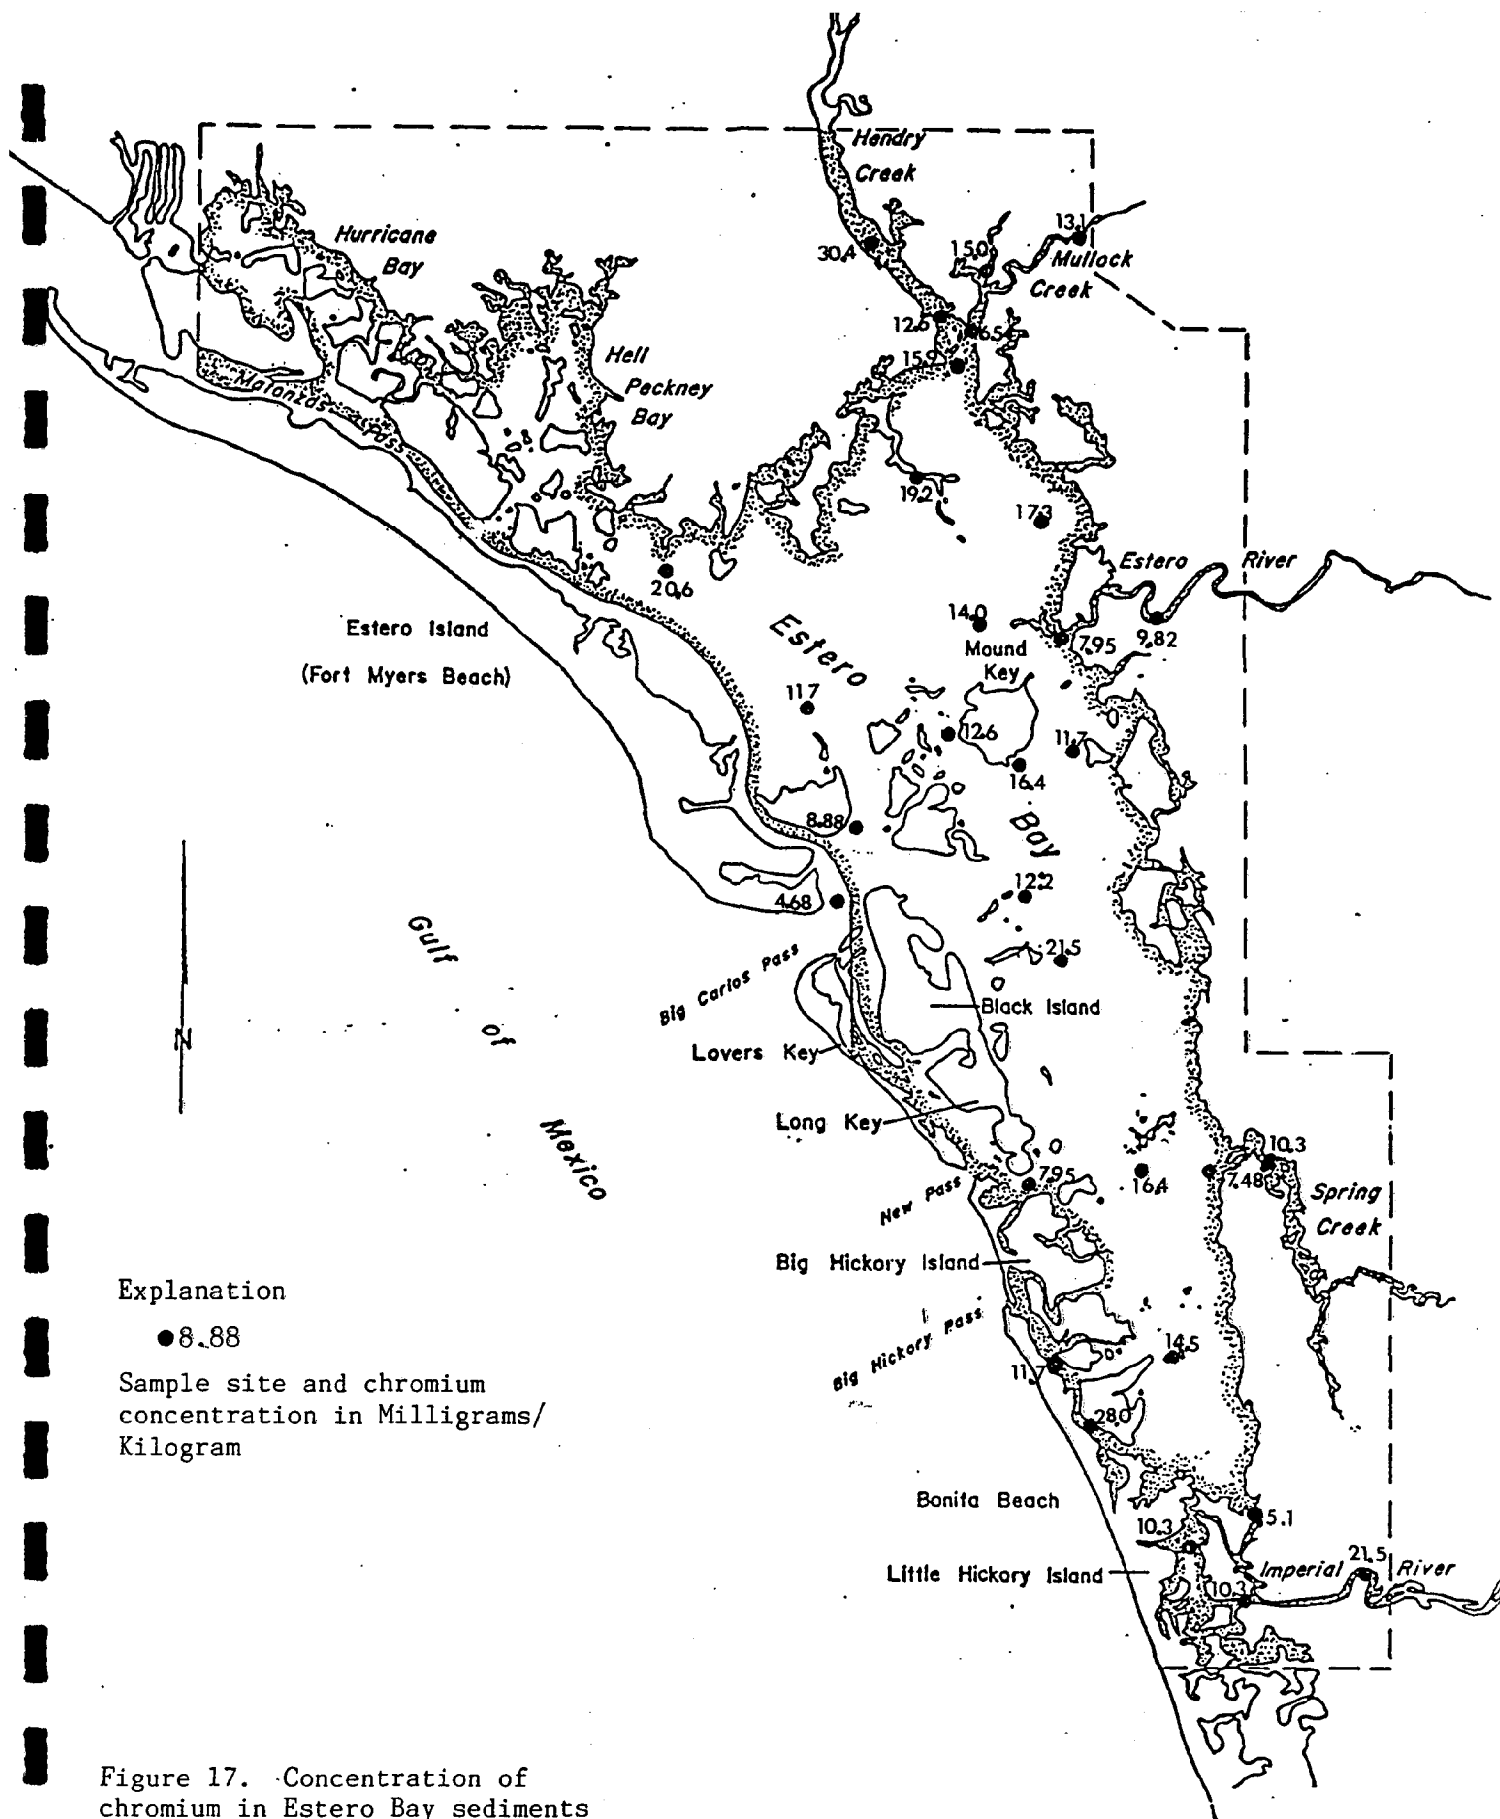 Hendry
Creek
13.1
30.4
15.0
Mullock
Creek
Hurricane
Bay
12.6
6.54
15.9
Hell
Peckney
Bay
Matanzas Pass
19.2
17.3
Estero River
20.6
Estero Island
(Fort Myers Beach)
14.0
7.95
9.82
Mound
Key
Estero
Bay
11.7
12.6
11.7
16.4
8.88
12.2
4.68
21.5
Big Carlos Pass
Black Island
Lovers Key
Gulf
of
Mexico
N
Long Key
10.3
7.95
16.4
7.48
Spring
Creek
New Pass
Big Hickory Island
Explanation
8.88
Sample site and chromium
concentration in Milligrams/
Kilogram
Big Hickory Pass
14.5
11.7
28.0
Bonita Beach
5.1
10.3
Little Hickory Island
Imperial River
21.5
10.3
Figure 17. Concentration of
chromium in Estero Bay sediments